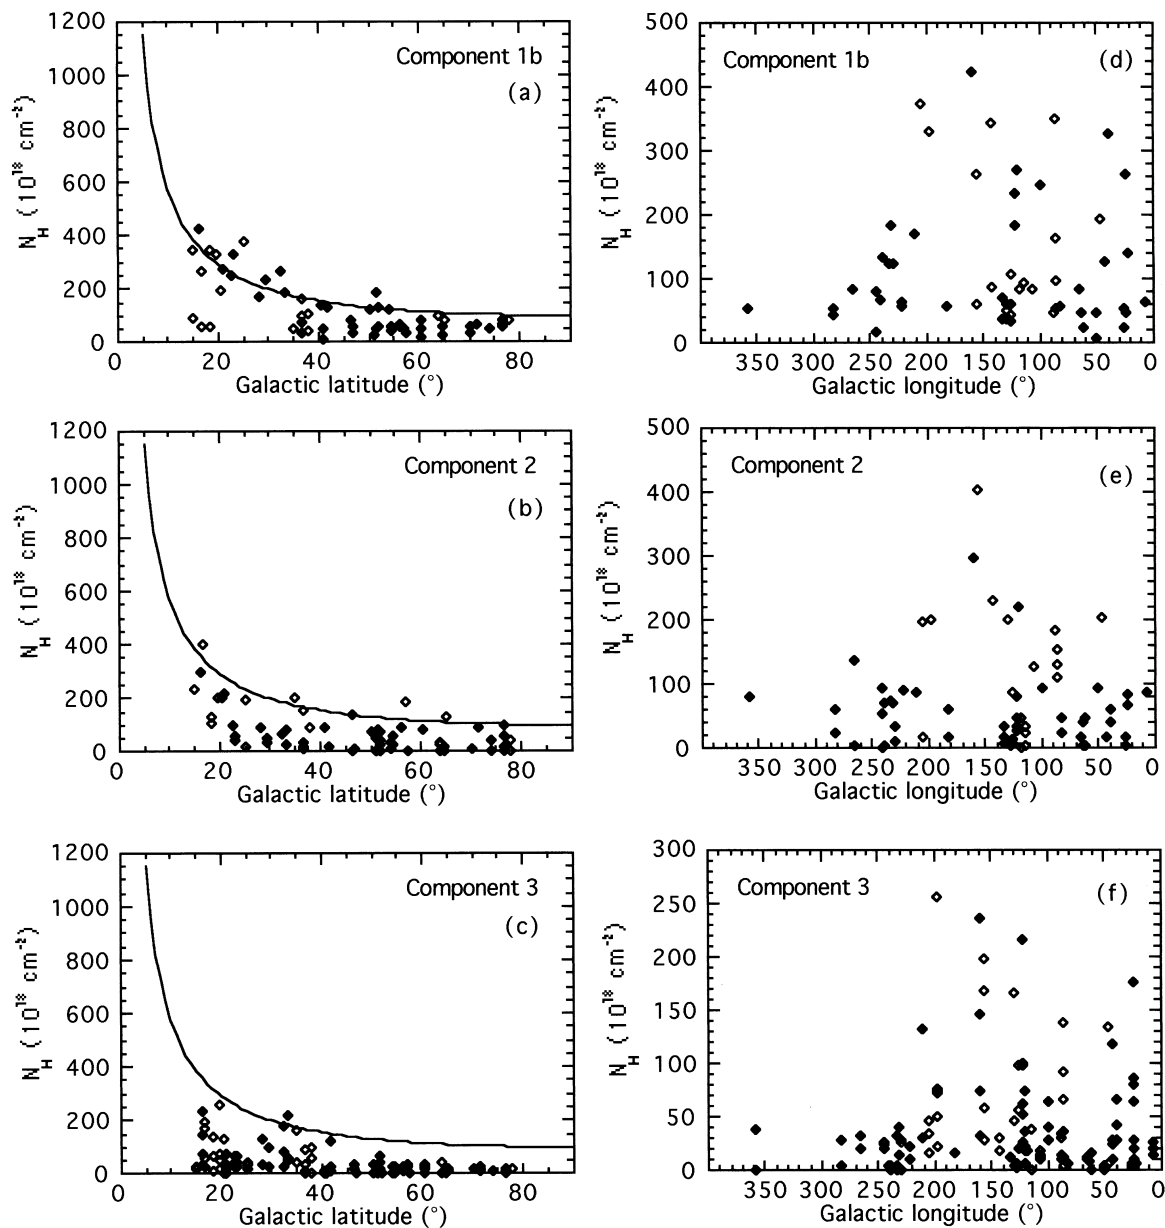 1200
1000
800
600
400
200
0
N_H (10^18 cm^-2)
Component 1b
(a)
0 20 40 60 80
Galactic latitude (°)
500
400
300
200
100
0
N_H (10^18 cm^-2)
Component 1b
(d)
350 300 250 200 150 100 50 0
Galactic longitude (°)
1200
1000
800
600
400
200
0
N_H (10^18 cm^-2)
Component 2
(b)
0 20 40 60 80
Galactic latitude (°)
500
400
300
200
100
0
N_H (10^18 cm^-2)
Component 2
(e)
350 300 250 200 150 100 50 0
Galactic longitude (°)
1200
1000
800
600
400
200
0
N_H (10^18 cm^-2)
Component 3
(c)
0 20 40 60 80
Galactic latitude (°)
300
250
200
150
100
50
0
N_H (10^18 cm^-2)
Component 3
(f)
350 300 250 200 150 100 50 0
Galactic longitude (°)